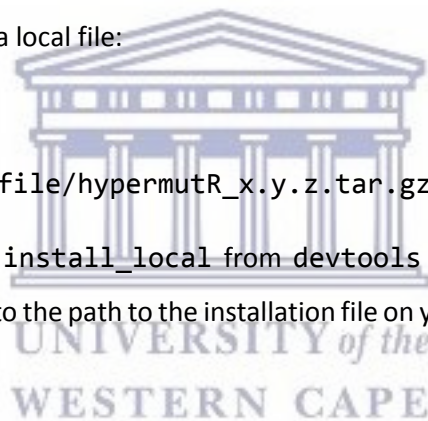 a local file:
file/hypermutR_x.y.z.tar.gz
install_local from devtools
to the path to the installation file on y
UNIVERSITY of the
WESTERN CAPE